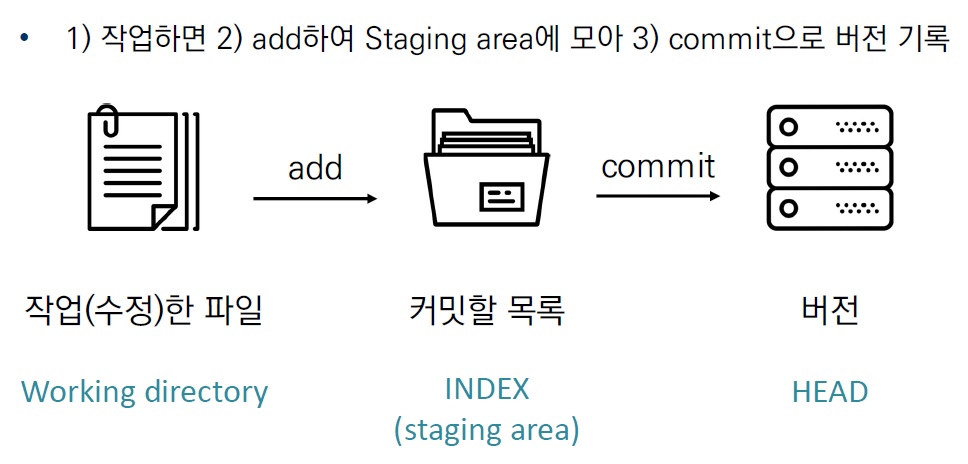 • 1) 작업하면 2) add하여 Staging area에 모아 3) commit으로 버전 기록
add
commit
작업(수정)한 파일
커밋할 목록
버전
Working directory
INDEX
(staging area)
HEAD